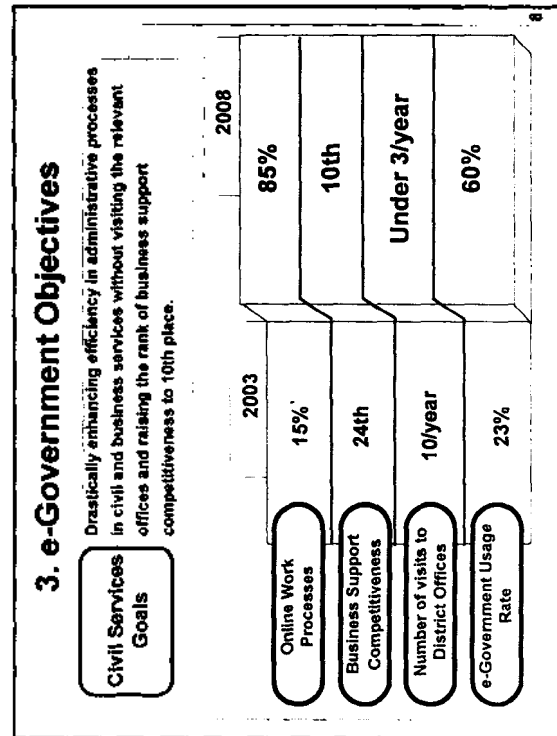 3. e-Government Objectives
Civil Services
Goals
Drastically enhancing efficiency in administrative processes
in civil and business services without visiting the relevant
offices and raising the rank of business support
competitiveness to 10th place.
2003
2008
Online Work
Processes
15%
85%
Business Support
Competitiveness
24th
10th
Number of visits to
District Offices
10/year
Under 3/year
e-Government Usage
Rate
23%
60%
8